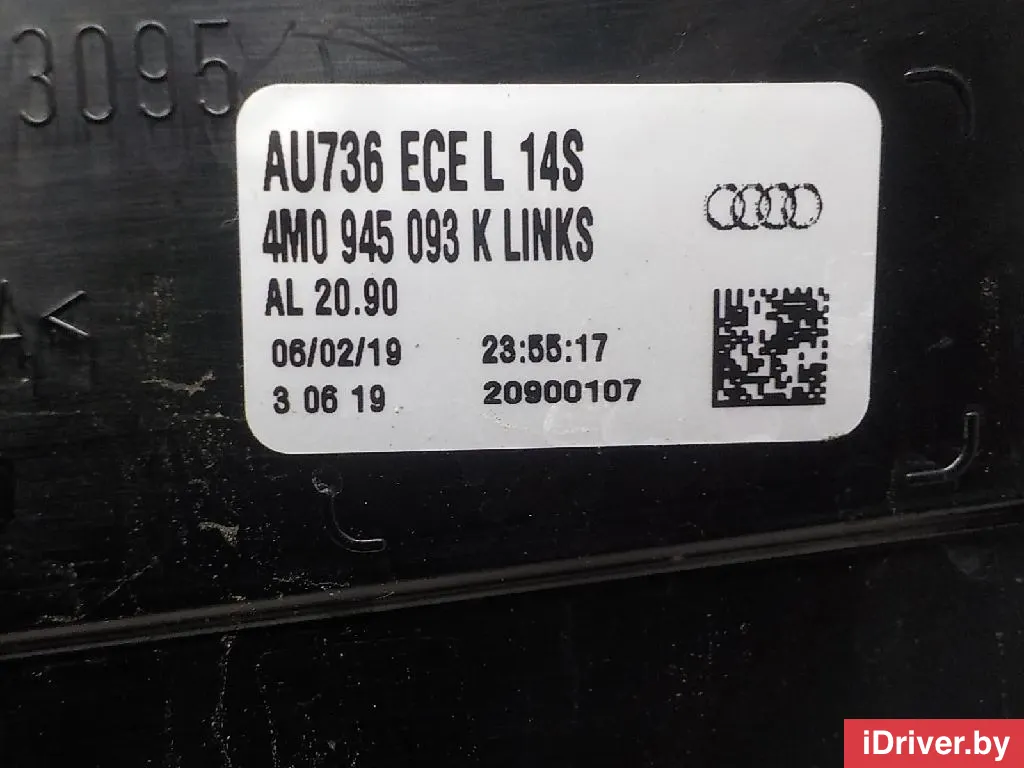 3095
AU736 ECE L 14S
4M0 945 093 K LINKS
AL 20.90
06/02/19 23:55:17
3 06 19 20900107
A<
iDriver.by